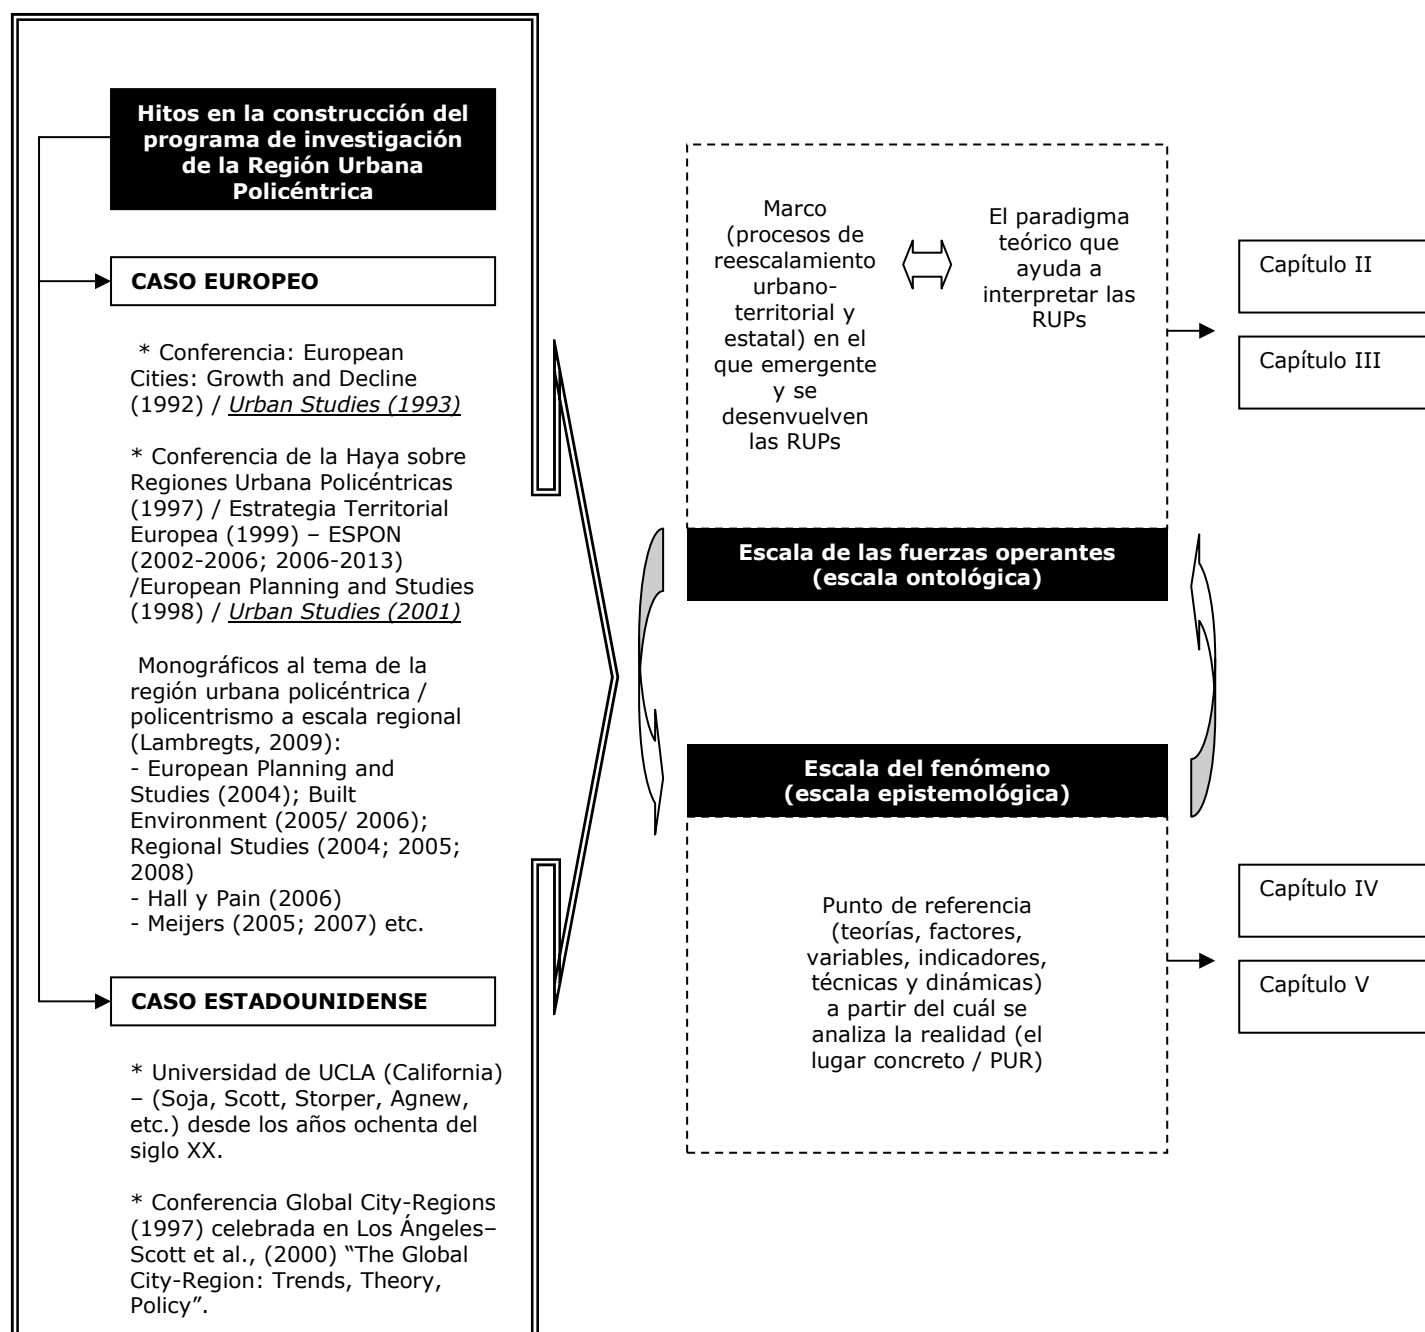 Hitos en la construcción del
programa de investigación
de la Región Urbana
Policéntrica
CASO EUROPEO
* Conferencia: European
Cities: Growth and Decline
(1992) / Urban Studies (1993)
* Conferencia de la Haya sobre
Regiones Urbana Policéntricas
(1997) / Estrategia Territorial
Europea (1999) – ESPON
(2002-2006; 2006-2013)
/European Planning and Studies
(1998) / Urban Studies (2001)
Monográficos al tema de la
región urbana policéntrica /
policentrismo a escala regional
(Lambregts, 2009):
- European Planning and
Studies (2004); Built
Environment (2005/ 2006);
Regional Studies (2004; 2005;
2008)
- Hall y Pain (2006)
- Meijers (2005; 2007) etc.
CASO ESTADOUNIDENSE
* Universidad de UCLA (California)
– (Soja, Scott, Storper, Agnew,
etc.) desde los años ochenta del
siglo XX.
* Conferencia Global City-Regions
(1997) celebrada en Los Ángeles–
Scott et al., (2000) “The Global
City-Region: Trends, Theory,
Policy”.
Marco
(procesos de
reescalamiento
urbano-
territorial y
estatal) en el
que emergente
y se
desenvuelven
las RUPs
El paradigma
teórico que
ayuda a
interpretar las
RUPs
Escala de las fuerzas operantes
(escala ontológica)
Escala del fenómeno
(escala epistemológica)
Punto de referencia
(teorías, factores,
variables, indicadores,
técnicas y dinámicas)
a partir del cuál se
analiza la realidad (el
lugar concreto / PUR)
Capítulo II
Capítulo III
Capítulo IV
Capítulo V